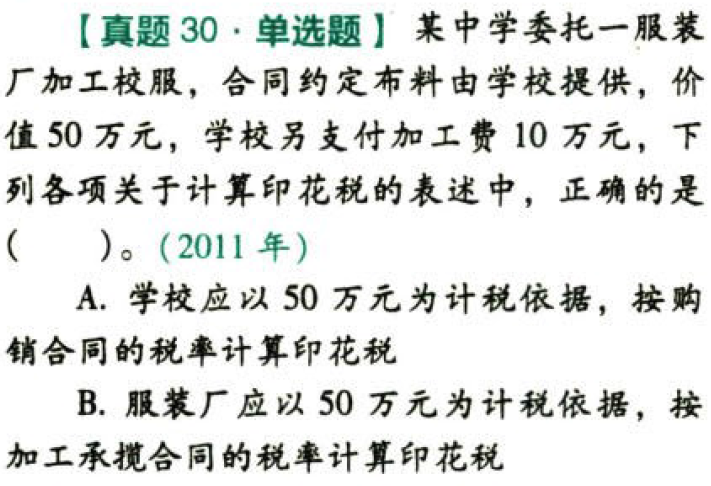 【真题 30 · 单选题】 某中学委托一服装
厂加工校服，合同约定布料由学校提供，价
值 50 万元，学校另支付加工费 10 万元，下
列各项关于计算印花税的表述中，正确的是
(　　)。(2011 年)
A. 学校应以 50 万元为计税依据，按购
销合同的税率计算印花税
B. 服装厂应以 50 万元为计税依据，按
加工承揽合同的税率计算印花税